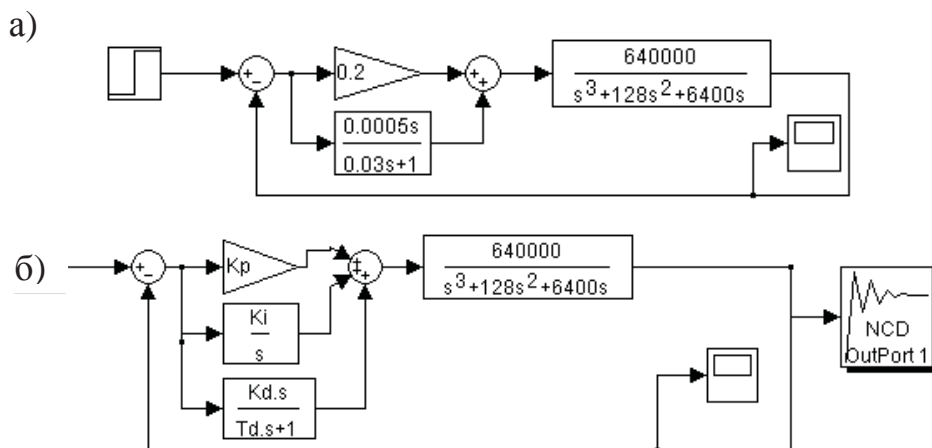 а)
+
−
0.2
+
+
640000
s3+128s2+6400s
0.0005s
0.03s+1
б)
+
−
Kp
+
+
+
640000
s3+128s2+6400s
Ki
s
Kd.s
Td.s+1
NCD
OutPort 1